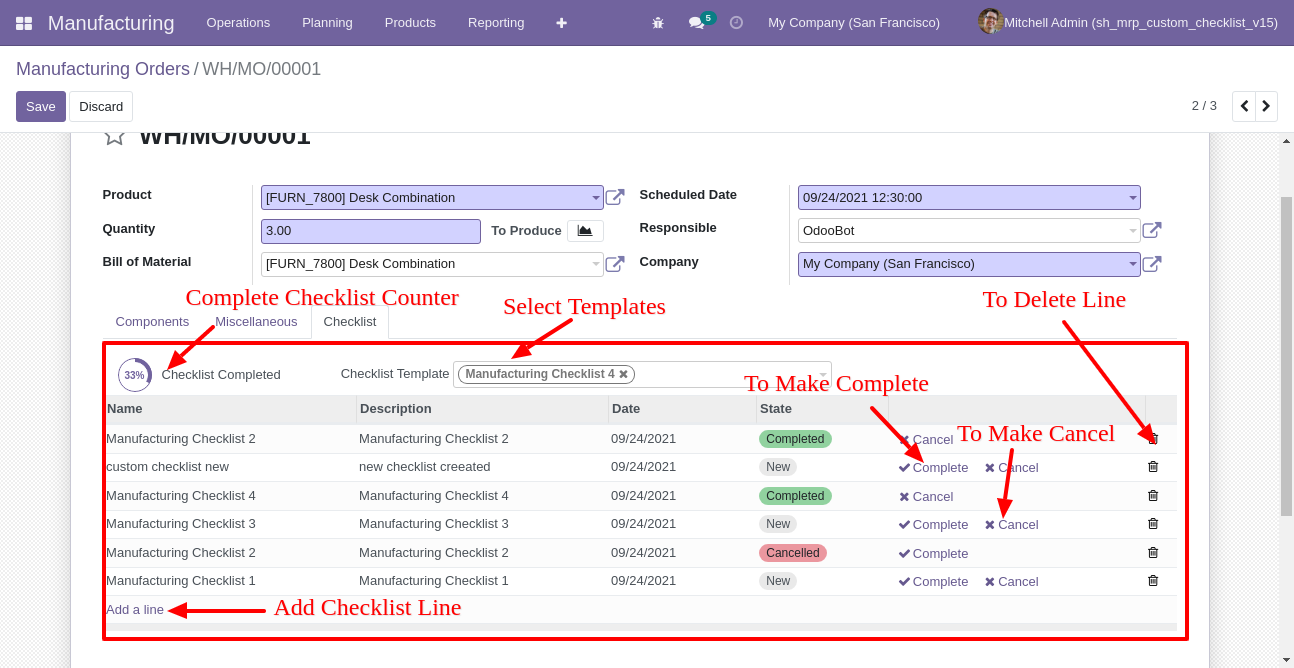 Manufacturing Operations Planning Products Reporting 5 My Company (San Francisco) Mitchell Admin (sh_mrp_custom_checklist_v15)
Manufacturing Orders / WH/MO/00001
Save Discard 2 / 3
WH/MO/00001
Product [FURN_7800] Desk Combination Scheduled Date 09/24/2021 12:30:00
Quantity 3.00 To Produce Responsible OdooBot
Bill of Material [FURN_7800] Desk Combination Company My Company (San Francisco)
Complete Checklist Counter Select Templates To Delete Line
Components Miscellaneous Checklist
33% Checklist Completed Checklist Template Manufacturing Checklist 4
To Make Complete
Name Description Date State
Manufacturing Checklist 2 Manufacturing Checklist 2 09/24/2021 Completed Cancel
To Make Cancel
custom checklist new new checklist creeated 09/24/2021 New Complete Cancel
Manufacturing Checklist 4 Manufacturing Checklist 4 09/24/2021 Completed Cancel
Manufacturing Checklist 3 Manufacturing Checklist 3 09/24/2021 New Complete Cancel
Manufacturing Checklist 2 Manufacturing Checklist 2 09/24/2021 Cancelled Complete
Manufacturing Checklist 1 Manufacturing Checklist 1 09/24/2021 New Complete Cancel
Add a line Add Checklist Line